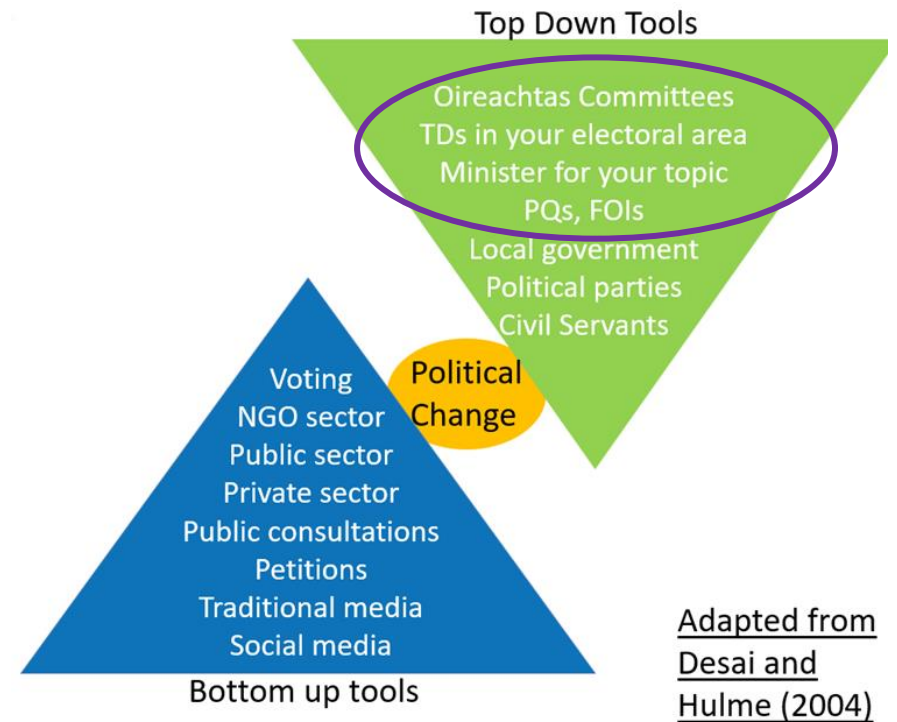 Top Down Tools
Oireachtas Committees
TDs in your electoral area
Minister for your topic
PQs, FOIs
Local government
Political parties
Civil Servants
Political
Change
Voting
NGO sector
Public sector
Private sector
Public consultations
Petitions
Traditional media
Social media
Bottom up tools
Adapted from
Desai and
Hulme (2004)